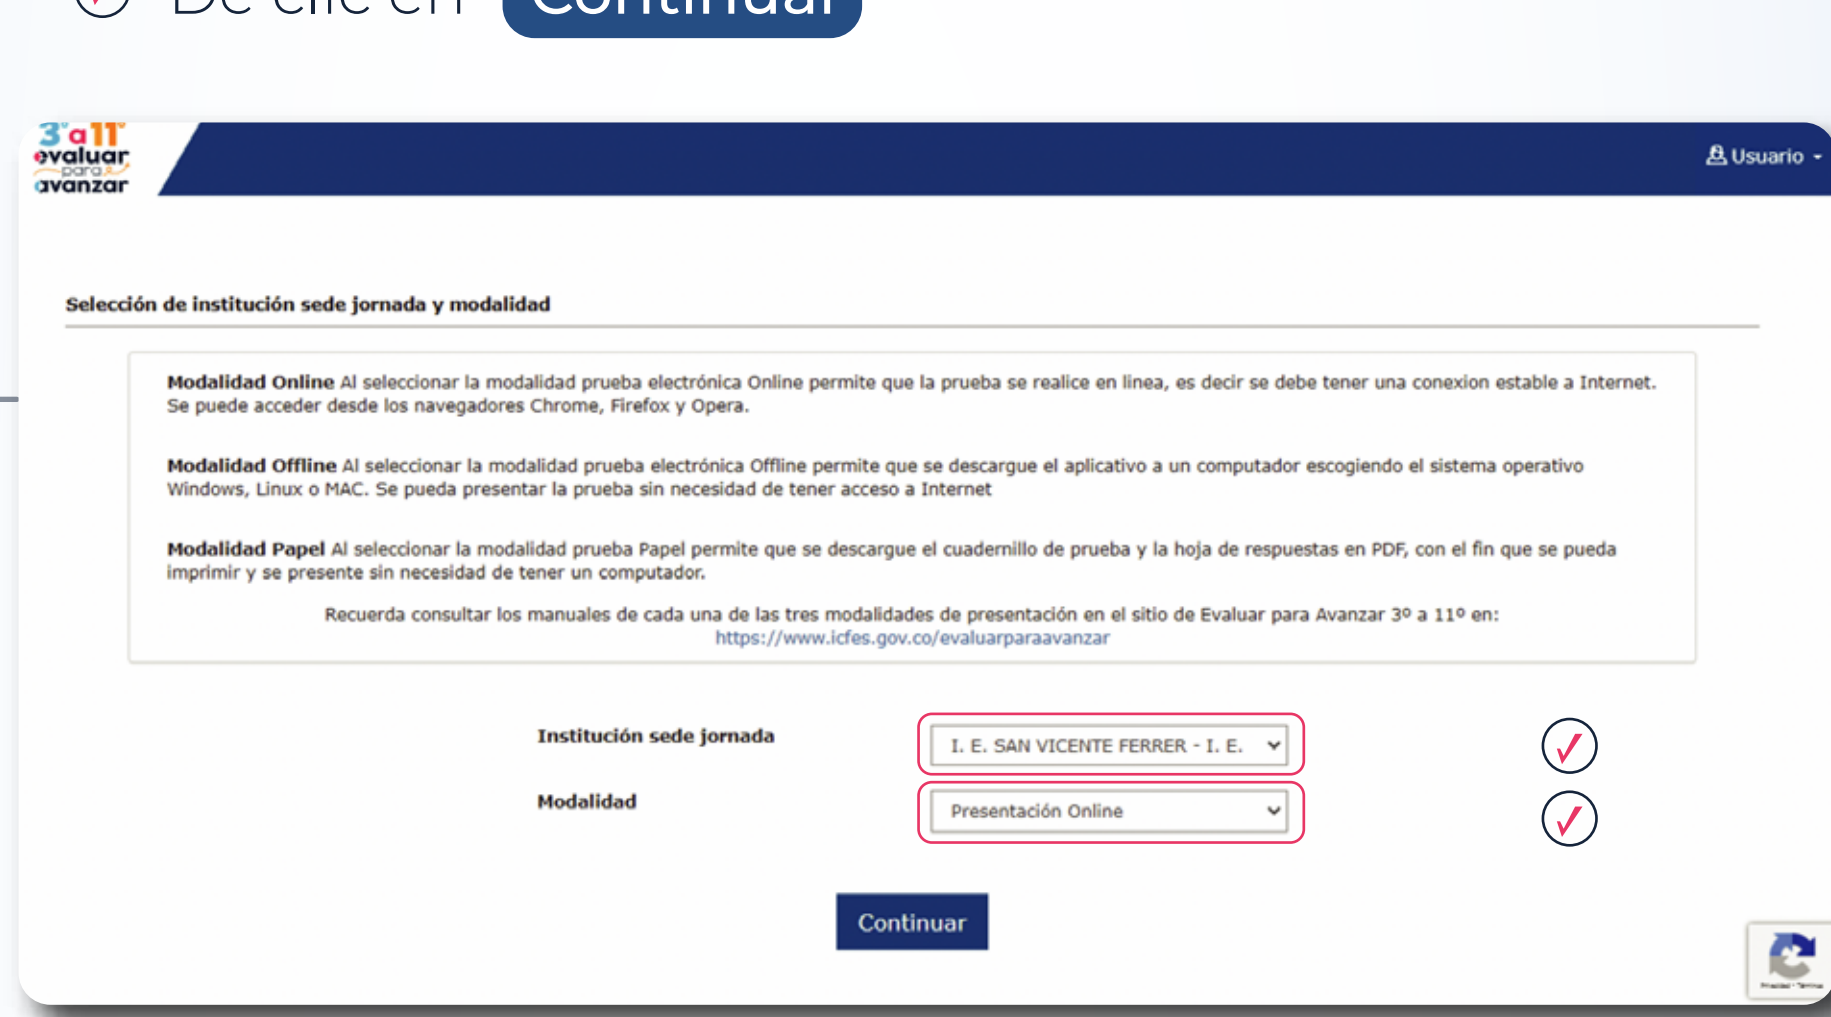 De clic en Continuar
3° a 11°
evaluar
para
avanzar
Usuario
Selección de institución sede jornada y modalidad
Modalidad Online Al seleccionar la modalidad prueba electrónica Online permite que la prueba se realice en linea, es decir se debe tener una conexion estable a Internet.
Se puede acceder desde los navegadores Chrome, Firefox y Opera.
Modalidad Offline Al seleccionar la modalidad prueba electrónica Offline permite que se descargue el aplicativo a un computador escogiendo el sistema operativo
Windows, Linux o MAC. Se pueda presentar la prueba sin necesidad de tener acceso a Internet
Modalidad Papel Al seleccionar la modalidad prueba Papel permite que se descargue el cuadernillo de prueba y la hoja de respuestas en PDF, con el fin que se pueda
imprimir y se presente sin necesidad de tener un computador.
Recuerda consultar los manuales de cada una de las tres modalidades de presentación en el sitio de Evaluar para Avanzar 3º a 11º en:
https://www.icfes.gov.co/evaluarparaavanzar
Institución sede jornada
I. E. SAN VICENTE FERRER - I. E.
Modalidad
Presentación Online
Continuar
Privacidad - Términos